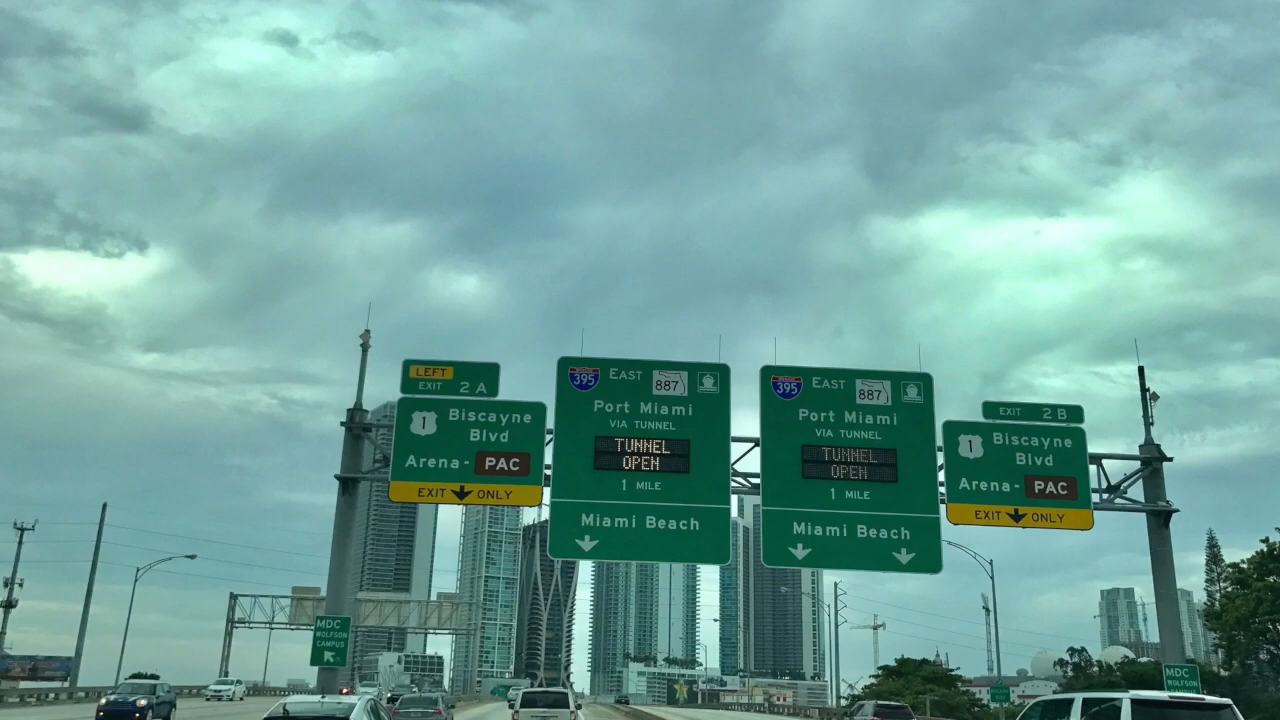 LEFT
EXIT 2 A
1 Biscayne
Blvd
Arena- PAC
EXIT ONLY
395 EAST 887
Port Miami
VIA TUNNEL
TUNNEL
OPEN
1 MILE
Miami Beach
395 EAST 887
Port Miami
VIA TUNNEL
TUNNEL
OPEN
1 MILE
Miami Beach
EXIT 2 B
1 Biscayne
Blvd
Arena- PAC
EXIT ONLY
MDC
WOLFSON
CAMPUS
MDC
WOLFSON